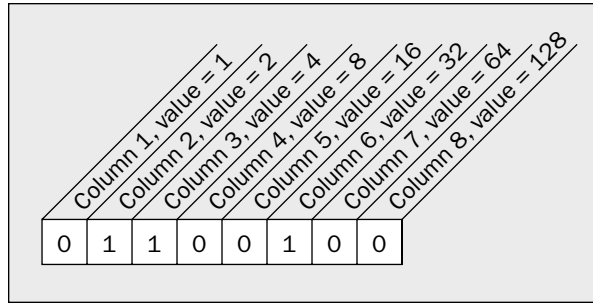 Column 1, value = 1
Column 2, value = 2
Column 3, value = 4
Column 4, value = 8
Column 5, value = 16
Column 6, value = 32
Column 7, value = 64
Column 8, value = 128
0 1 1 0 0 1 0 0